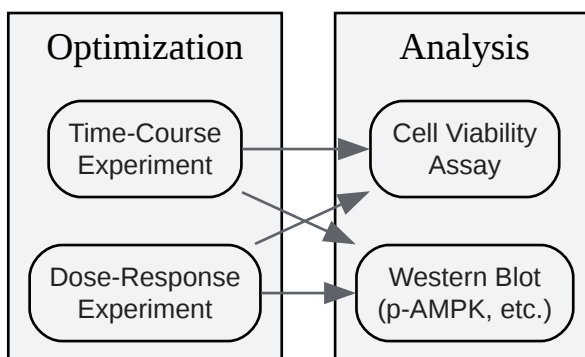 Optimization
Time-Course
Experiment
Dose-Response
Experiment
Analysis
Cell Viability
Assay
Western Blot
(p-AMPK, etc.)